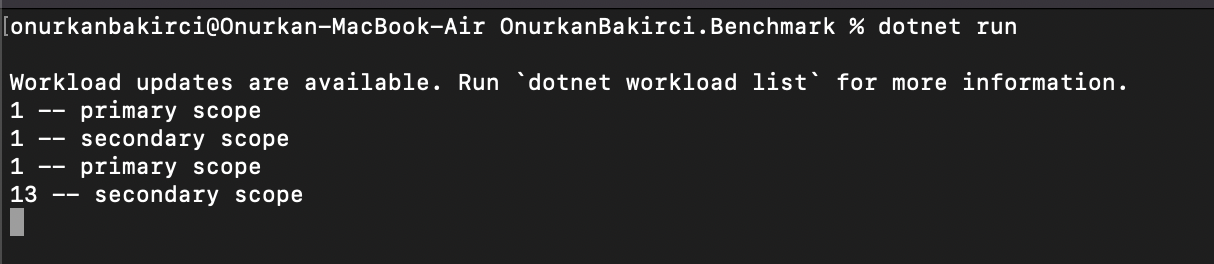 [onurkanbakirci@Onurkan-MacBook-Air OnurkanBakirci.Benchmark % dotnet run
Workload updates are available. Run `dotnet workload list` for more information.
1 -- primary scope
1 -- secondary scope
1 -- primary scope
13 -- secondary scope